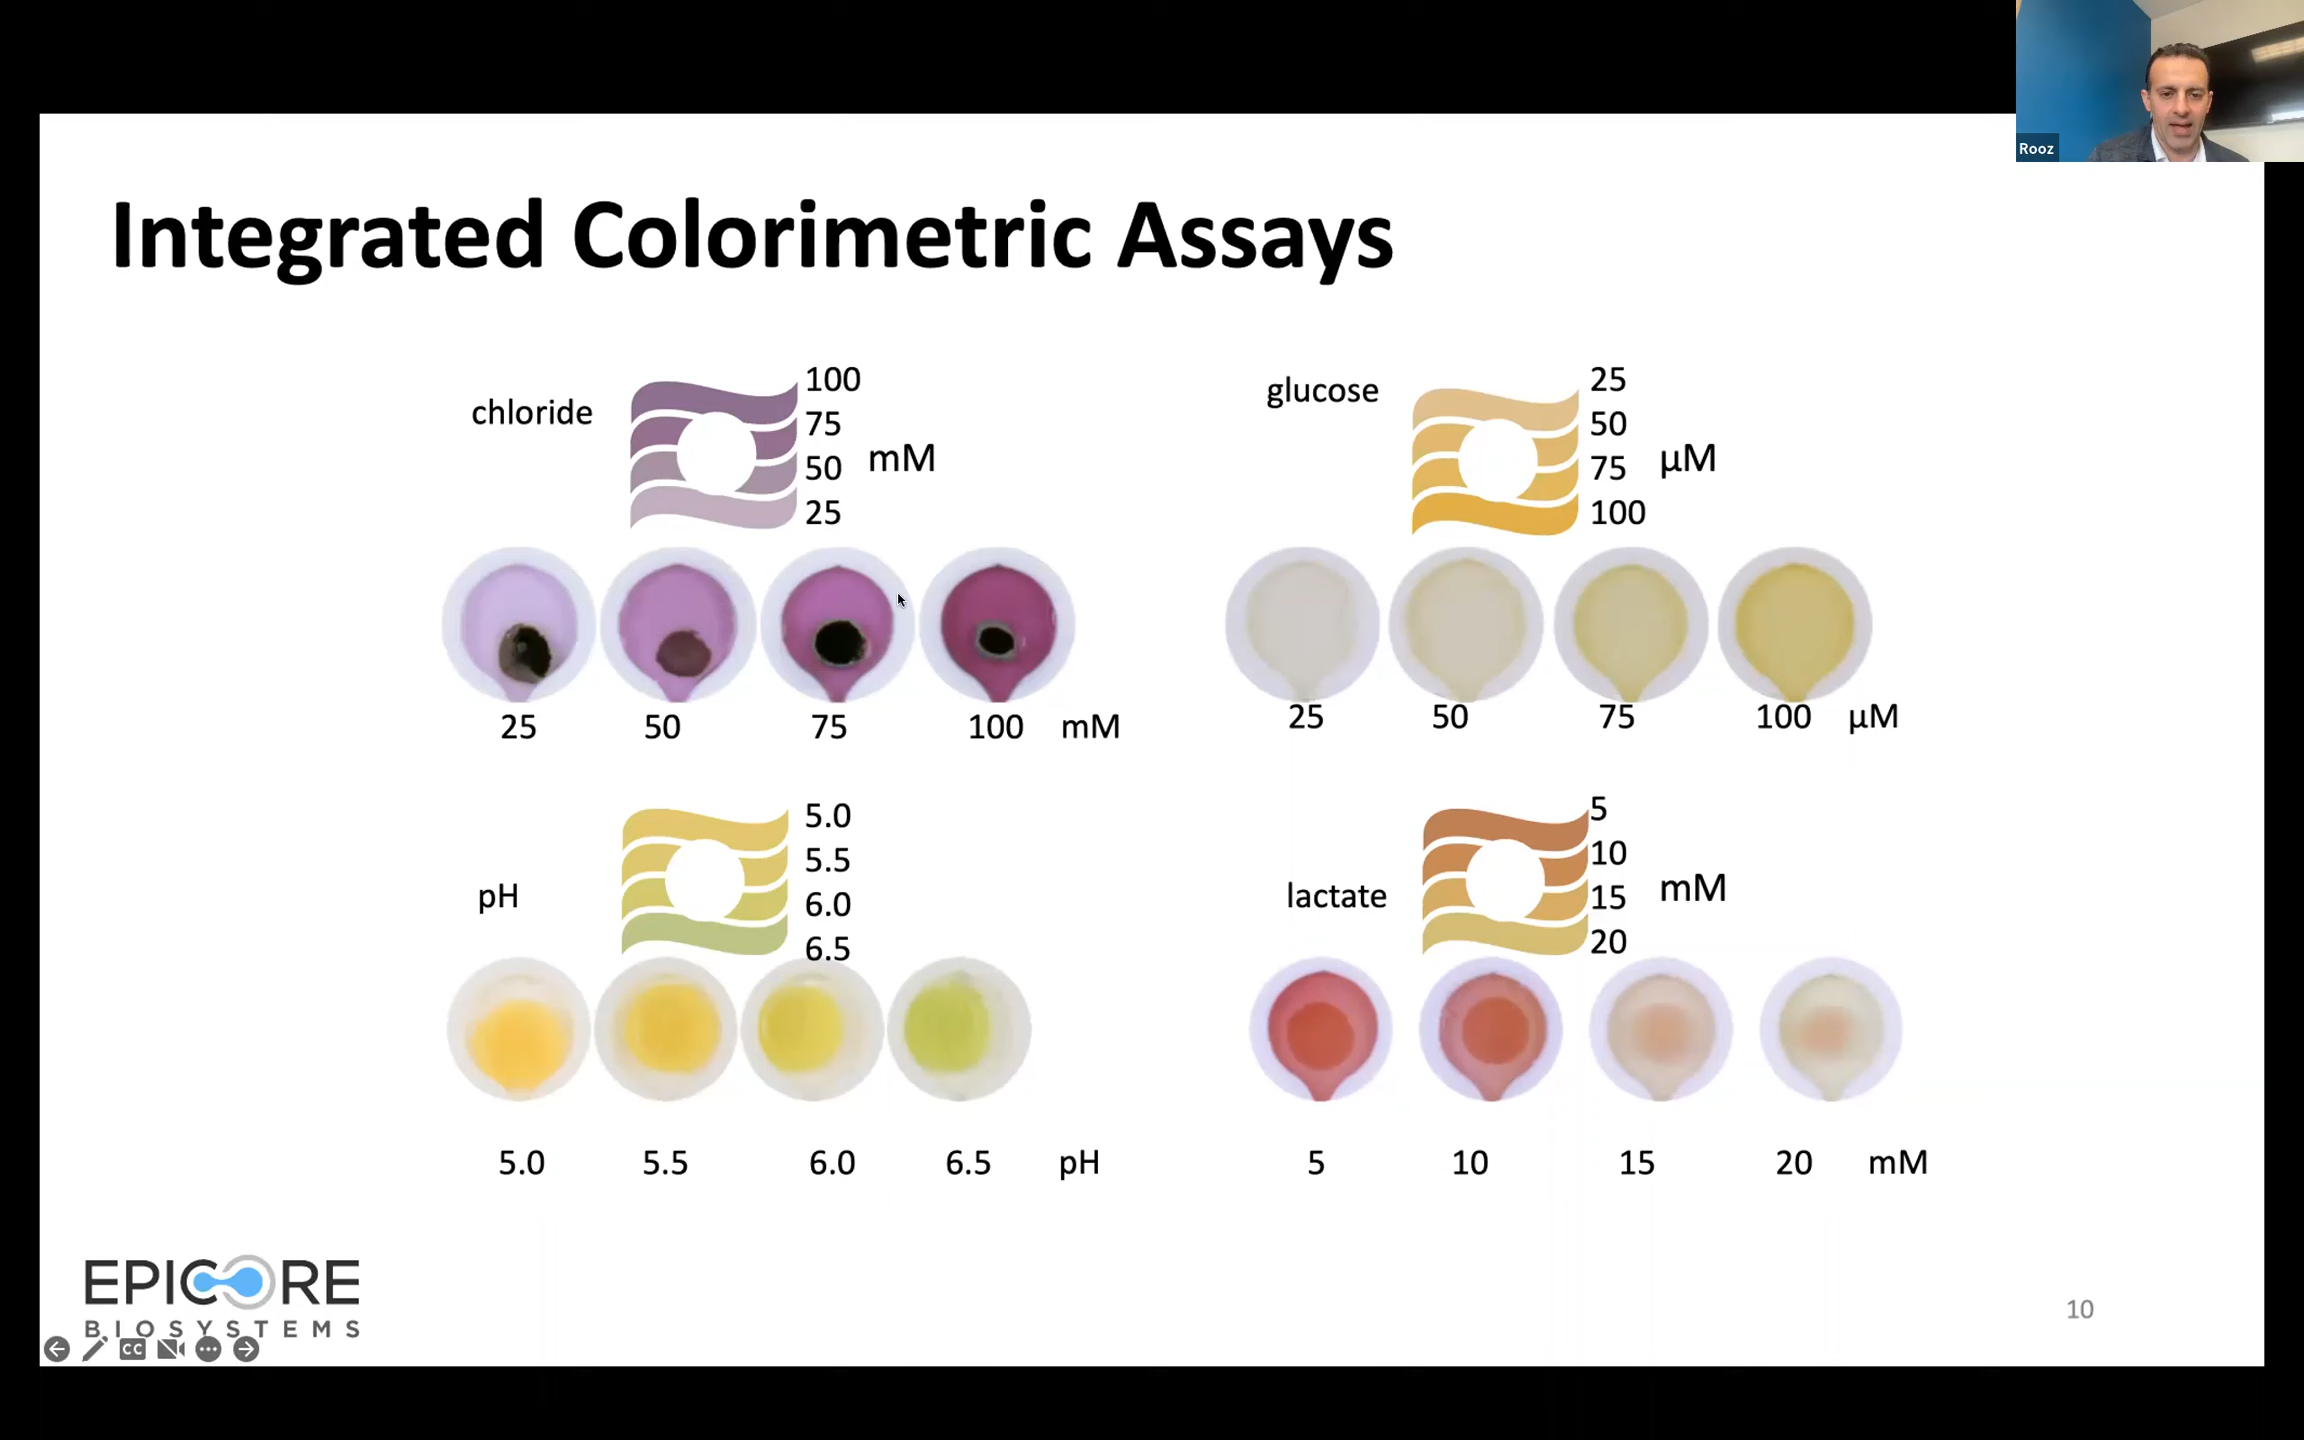 Rooz
Integrated Colorimetric Assays
chloride
100
75
50
25
mM
25 50 75 100 mM
glucose
25
50
75
100
µM
25 50 75 100 µM
pH
5.0
5.5
6.0
6.5
5.0 5.5 6.0 6.5 pH
lactate
5
10
15
20
mM
5 10 15 20 mM
EPICORE
BIOSYSTEMS
CC
10